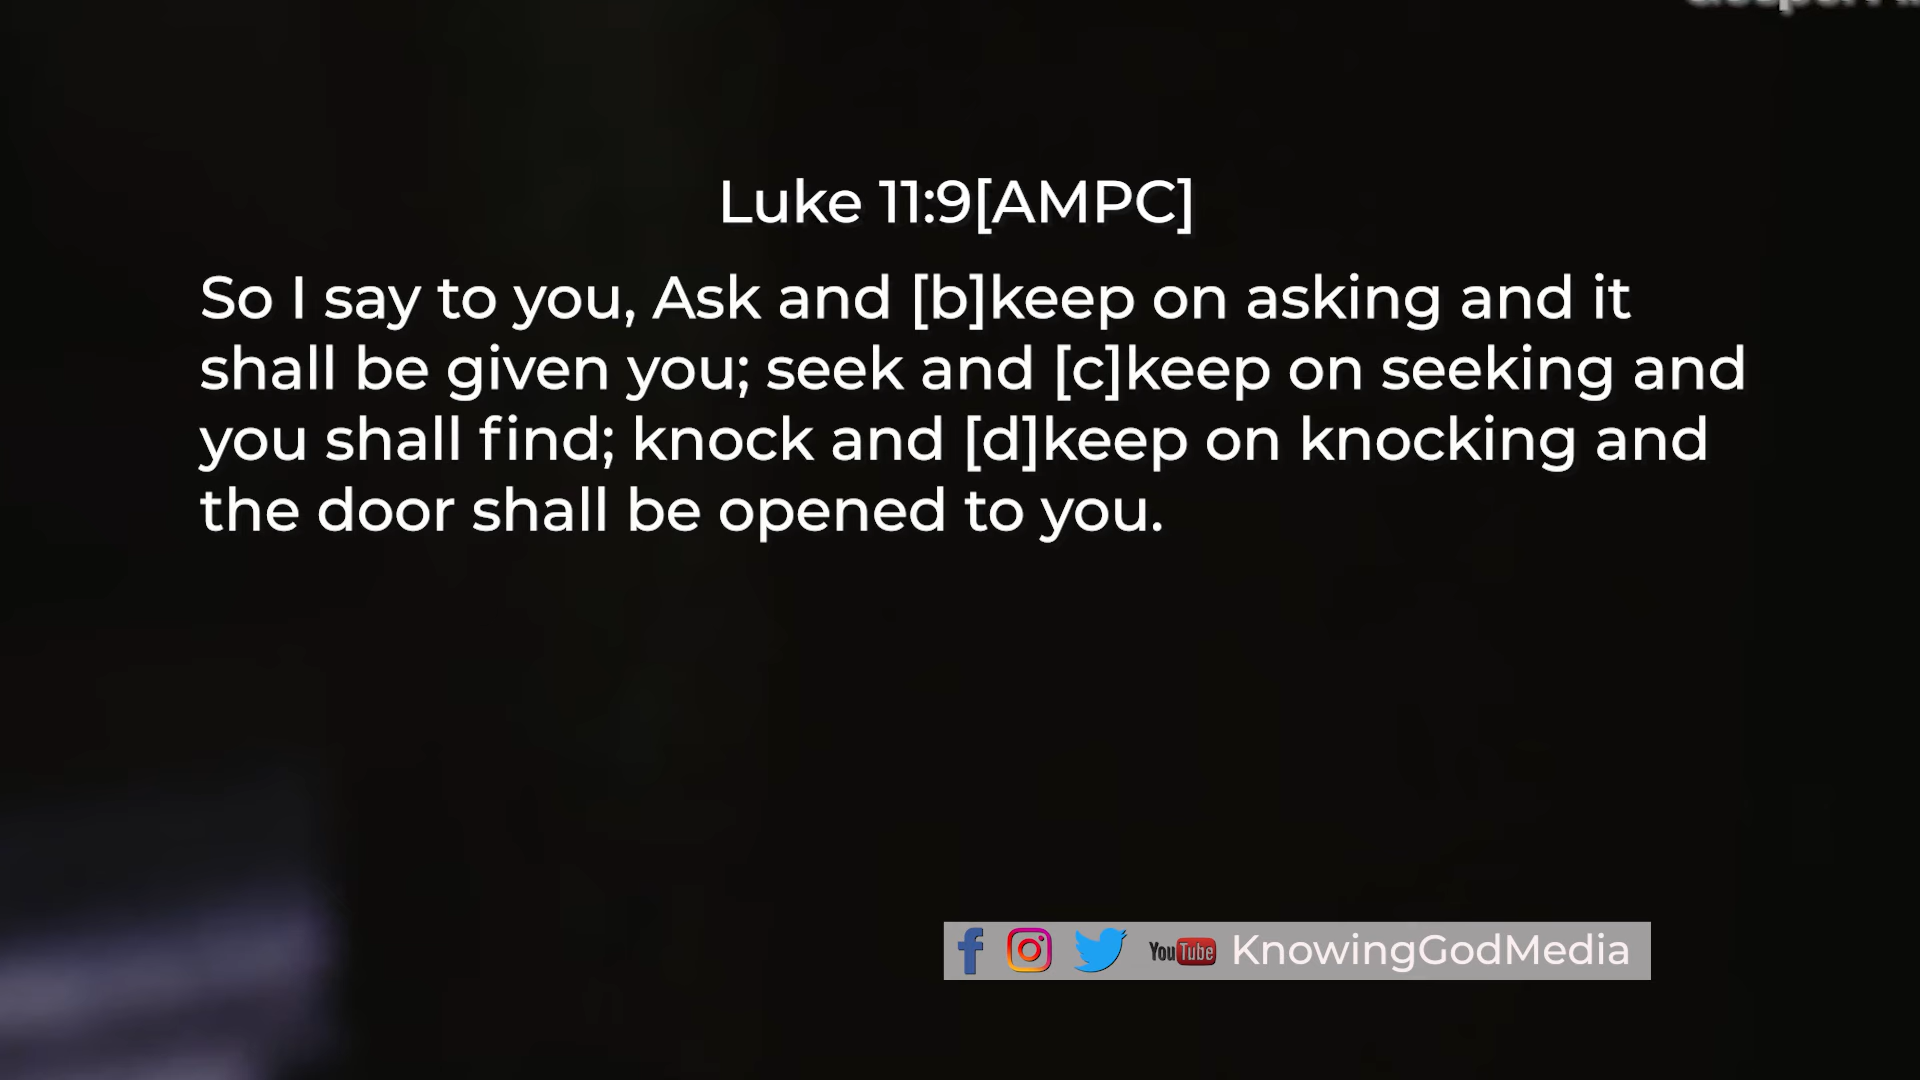 Luke 11:9[AMPC]
So I say to you, Ask and [b]keep on asking and it
shall be given you; seek and [c]keep on seeking and
you shall find; knock and [d]keep on knocking and
the door shall be opened to you.
f YouTube KnowingGodMedia